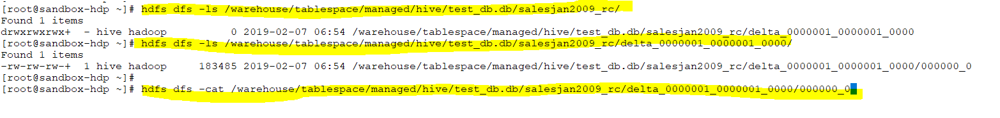 [root@sandbox-hdp ~]# hdfs dfs -ls /warehouse/tablespace/managed/hive/test_db.db/salesjan2009_rc/
Found 1 items
drwxrwxrwx+  - hive hadoop          0 2019-02-07 06:54 /warehouse/tablespace/managed/hive/test_db.db/salesjan2009_rc/delta_0000001_0000001_0000
[root@sandbox-hdp ~]# hdfs dfs -ls /warehouse/tablespace/managed/hive/test_db.db/salesjan2009_rc/delta_0000001_0000001_0000/
Found 1 items
-rw-rw-rw-+  1 hive hadoop     183485 2019-02-07 06:54 /warehouse/tablespace/managed/hive/test_db.db/salesjan2009_rc/delta_0000001_0000001_0000/000000_0
[root@sandbox-hdp ~]#
[root@sandbox-hdp ~]# hdfs dfs -cat /warehouse/tablespace/managed/hive/test_db.db/salesjan2009_rc/delta_0000001_0000001_0000/000000_0